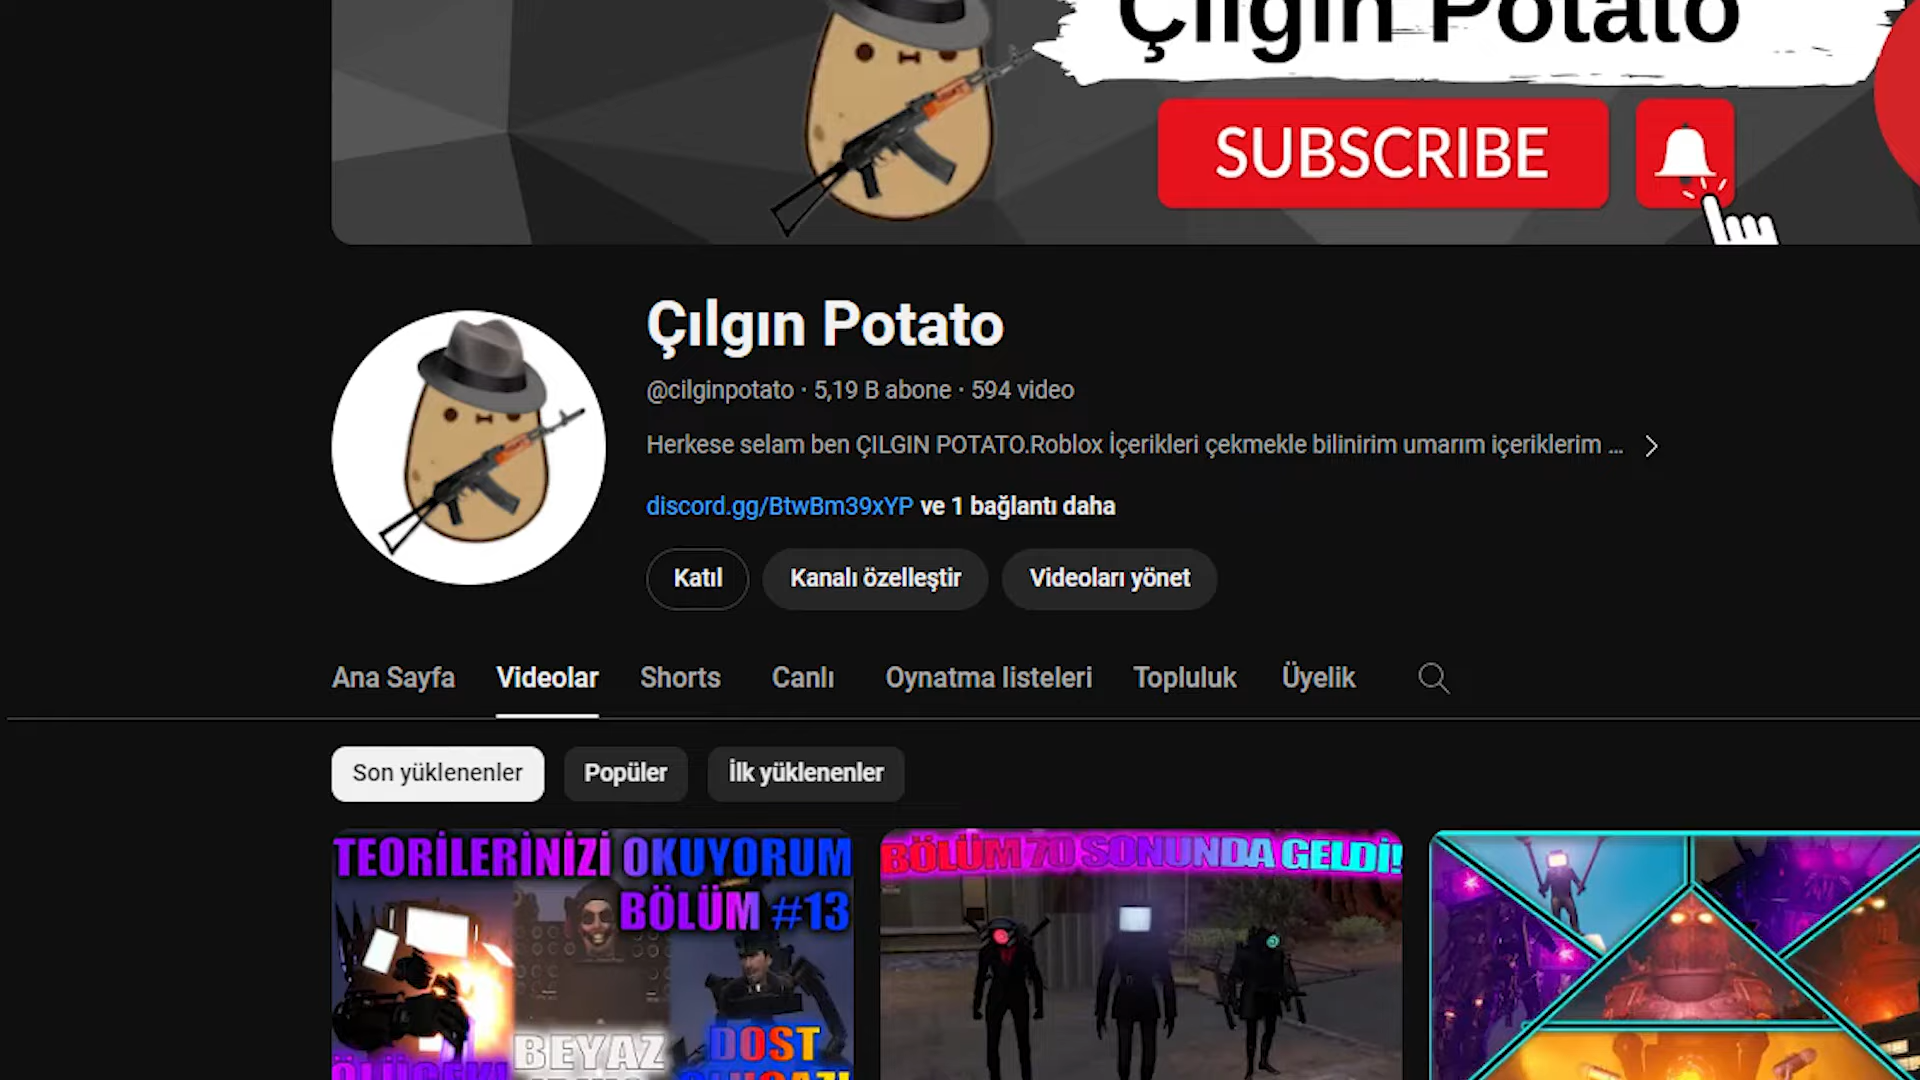 Çılgın Potato
SUBSCRIBE
Çılgın Potato
@cilginpotato · 5,19 B abone · 594 video
Herkese selam ben ÇILGIN POTATO.Roblox İçerikleri çekmekle bilinirim umarım içeriklerim ...
discord.gg/BtwBm39xYP ve 1 bağlantı daha
Katıl
Kanalı özelleştir
Videoları yönet
Ana Sayfa
Videolar
Shorts
Canlı
Oynatma listeleri
Topluluk
Üyelik
Son yüklenenler
Popüler
İlk yüklenenler
TEORİLERİNİZİ OKUYORUM
BÖLÜM #13
BEYAZ
DOST
BÖLÜM 70 SONUNDA GELDİ!